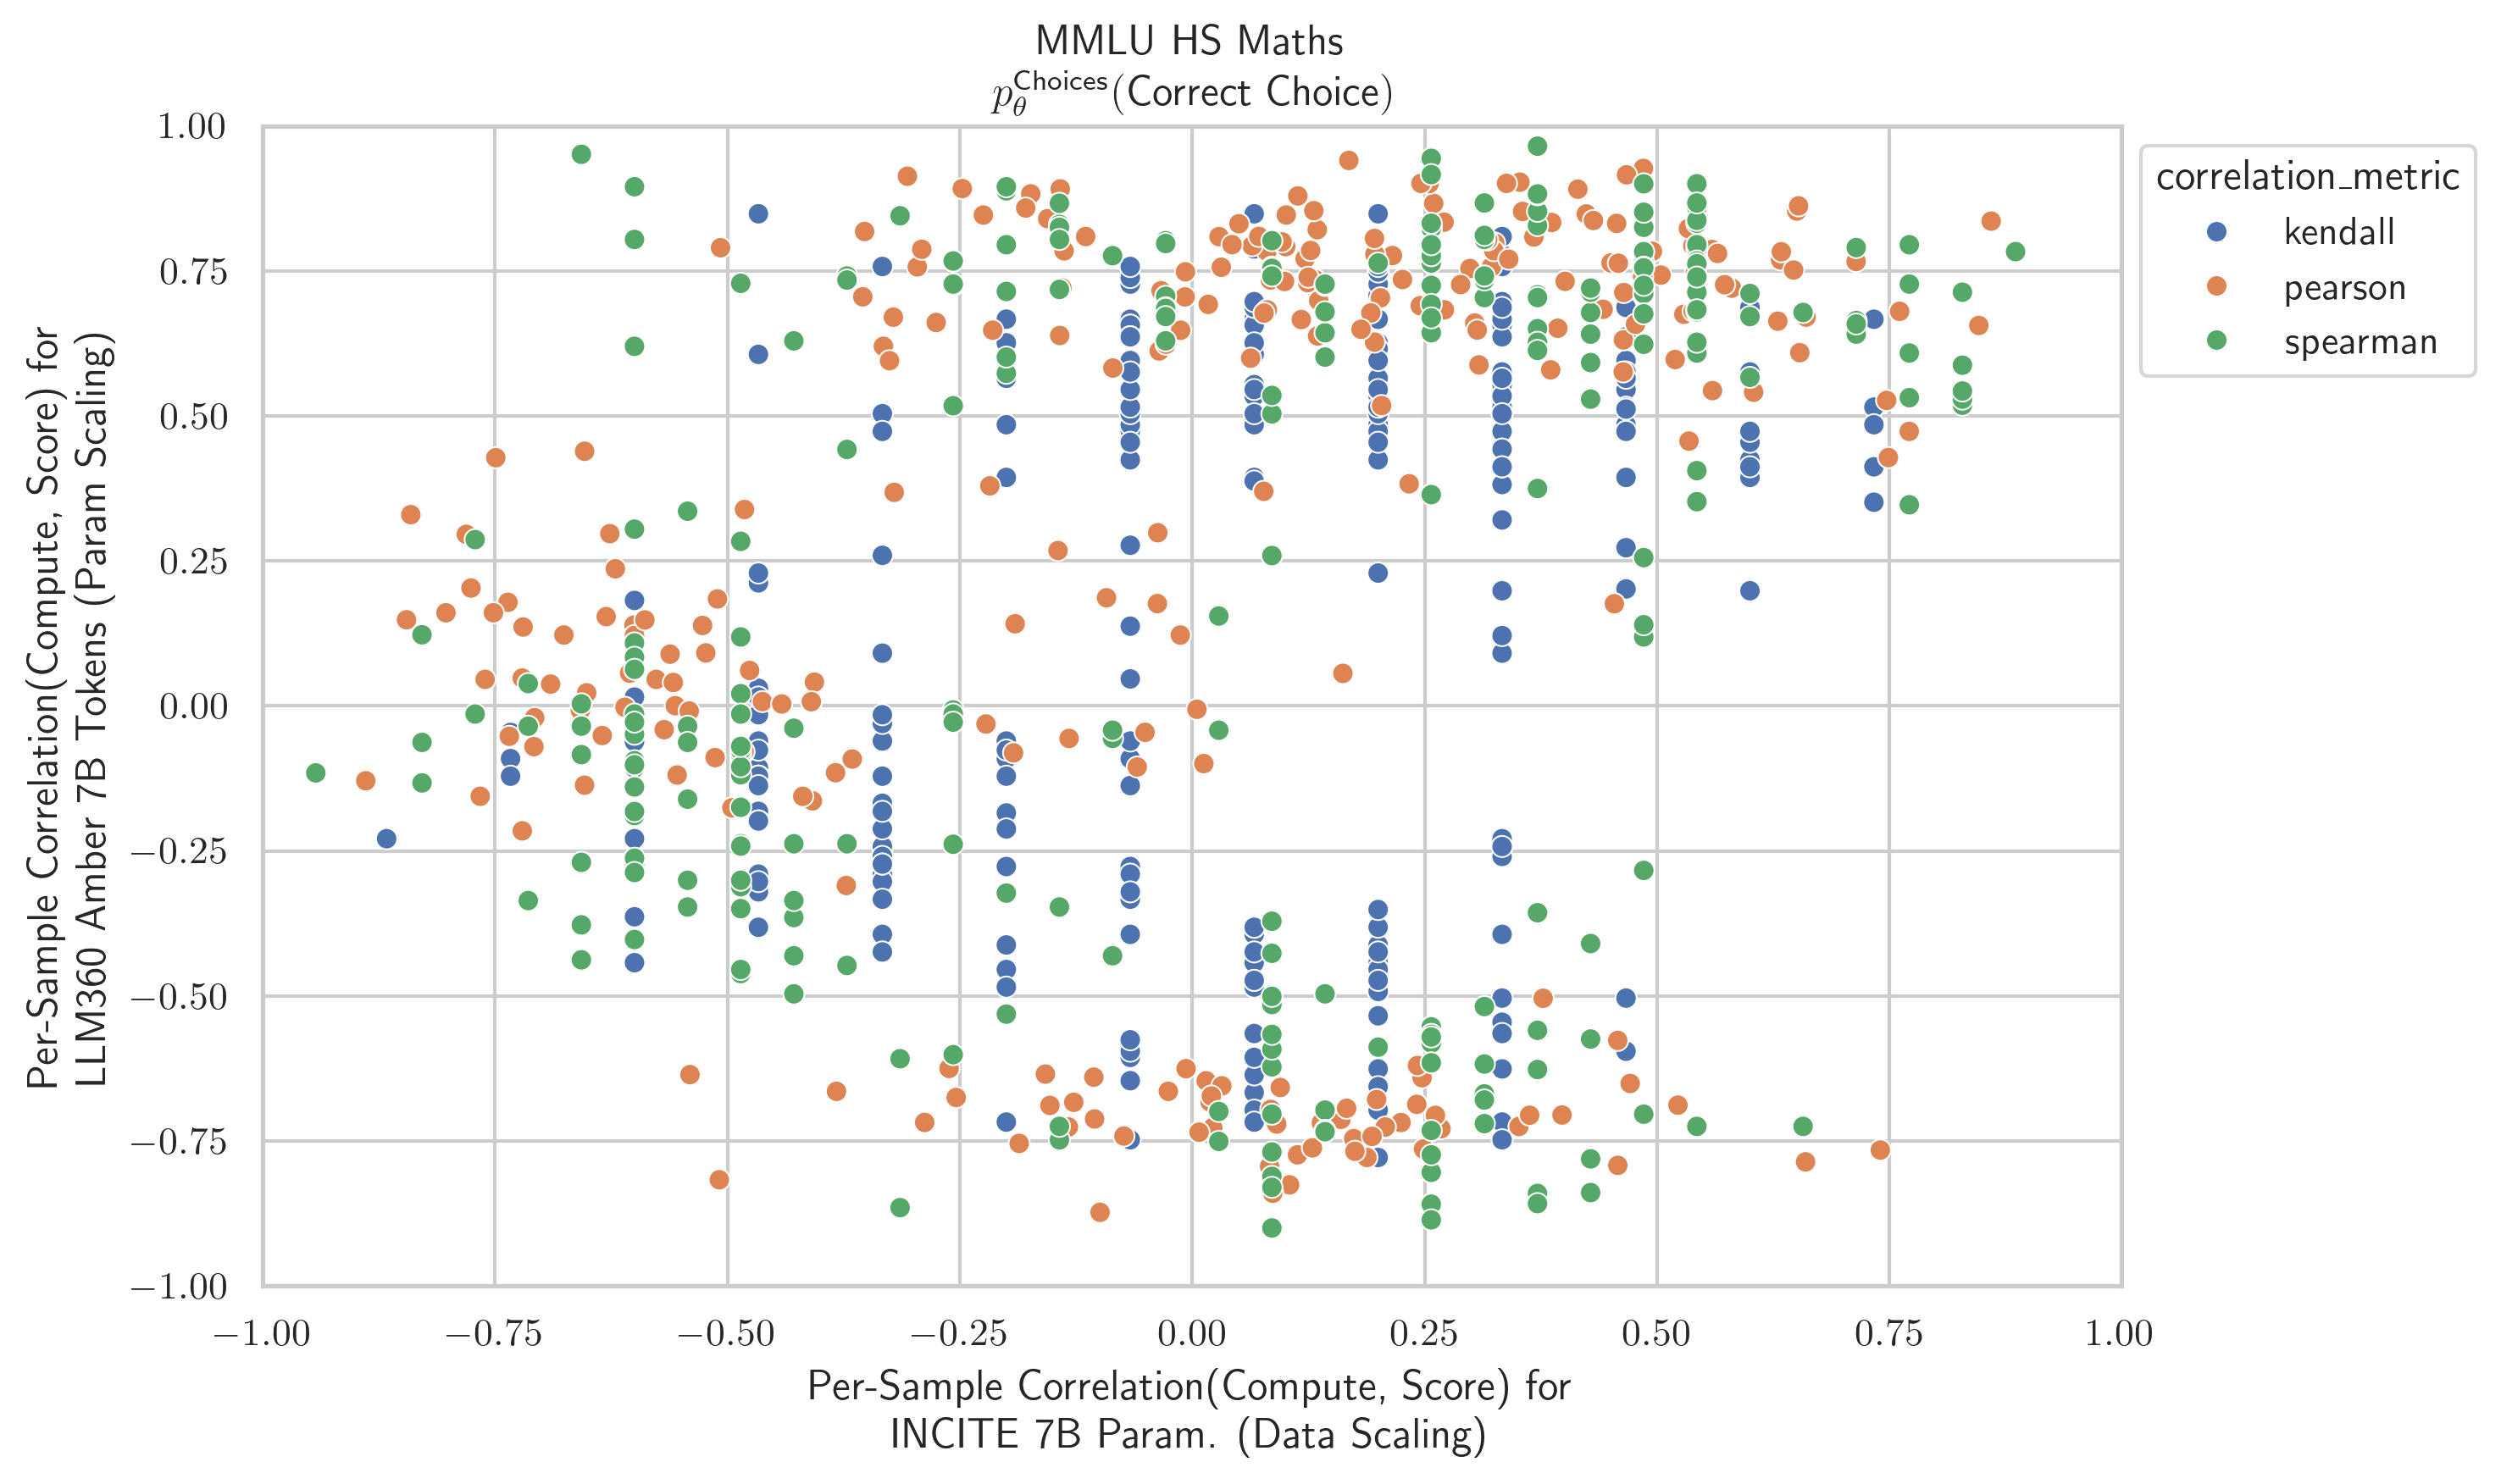 MMLU HS Maths
p_θ^Choices(Correct Choice)
1.00
0.75
0.50
0.25
0.00
−0.25
−0.50
−0.75
−1.00
Per-Sample Correlation(Compute, Score) for
LLM360 Amber 7B Tokens (Param Scaling)
correlation_metric
kendall
pearson
spearman
−1.00 −0.75 −0.50 −0.25 0.00 0.25 0.50 0.75 1.00
Per-Sample Correlation(Compute, Score) for
INCITE 7B Param. (Data Scaling)